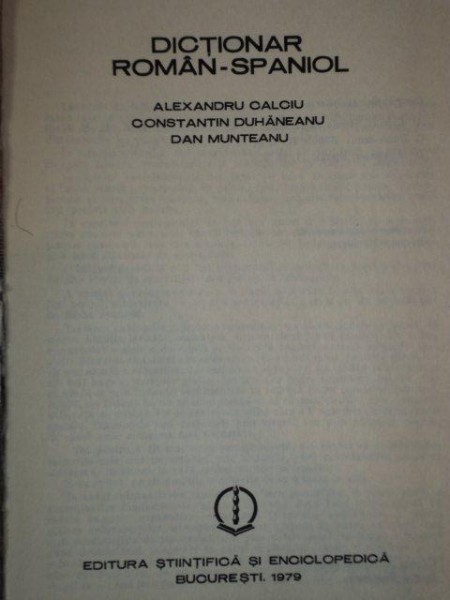 DICȚIONAR
ROMÂN-SPANIOL
ALEXANDRU CALCIU
CONSTANTIN DUHĂNEANU
DAN MUNTEANU
EDITURA ȘTIINȚIFICĂ ȘI ENCICLOPEDICĂ
BUCUREȘTI, 1979